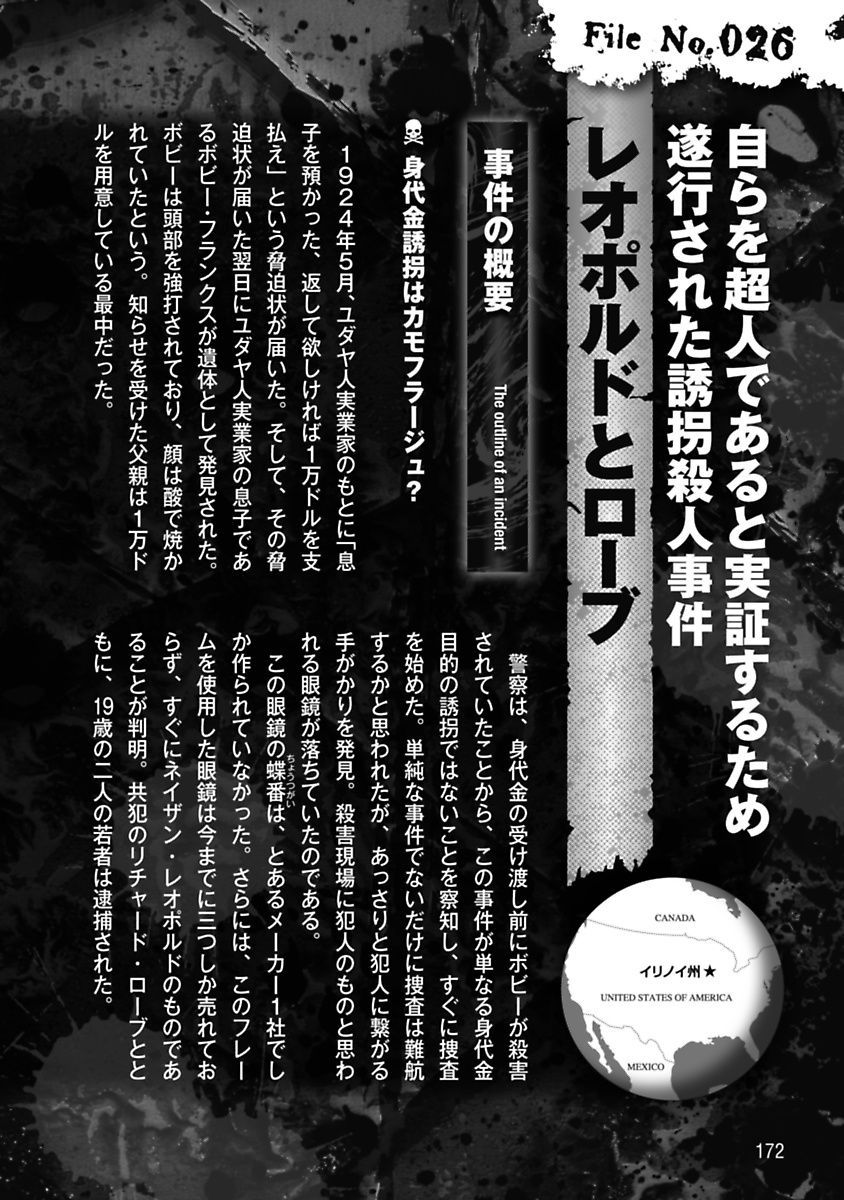 File No.026
自らを超人であると実証するため
遂行された誘拐殺人事件
レオポルドとローブ
CANADA
イリノイ州★
UNITED STATES OF AMERICA
MEXICO
事件の概要
The outline of an incident
身代金誘拐はカモフラージュ?
1924年5月、ユダヤ人実業家のもとに「息
子を預かった、返して欲しければ1万ドルを支
払え」という脅迫状が届いた。そして、その脅
迫状が届いた翌日にユダヤ人実業家の息子であ
るボビー・フランクスが遺体として発見された。
ボビーは頭部を強打されており、顔は酸で焼か
れていたという。知らせを受けた父親は1万ド
ルを用意している最中だった。
警察は、身代金の受け渡し前にボビーが殺害
されていたことから、この事件が単なる身代金
目的の誘拐ではないことを察知し、すぐに捜査
を始めた。単純な事件でないだけに捜査は難航
するかと思われたが、あっさりと犯人に繋がる
手がかりを発見。殺害現場に犯人のものと思わ
れる眼鏡が落ちていたのである。
この眼鏡の蝶番ちょうつがいは、とあるメーカー1社でし
か作られていなかった。さらには、このフレー
ムを使用した眼鏡は今までに三つしか売れてお
らず、すぐにネイザン・レオポルドのものであ
ることが判明。共犯のリチャード・ローブとと
もに、19歳の二人の若者は逮捕された。
172